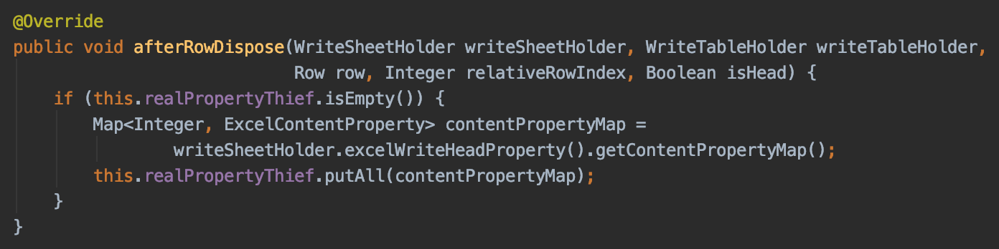 @Override
public void afterRowDispose(WriteSheetHolder writeSheetHolder, WriteTableHolder writeTableHolder,
                            Row row, Integer relativeRowIndex, Boolean isHead) {
    if (this.realPropertyThief.isEmpty()) {
        Map<Integer, ExcelContentProperty> contentPropertyMap =
                writeSheetHolder.excelWriteHeadProperty().getContentPropertyMap();
        this.realPropertyThief.putAll(contentPropertyMap);
    }
}